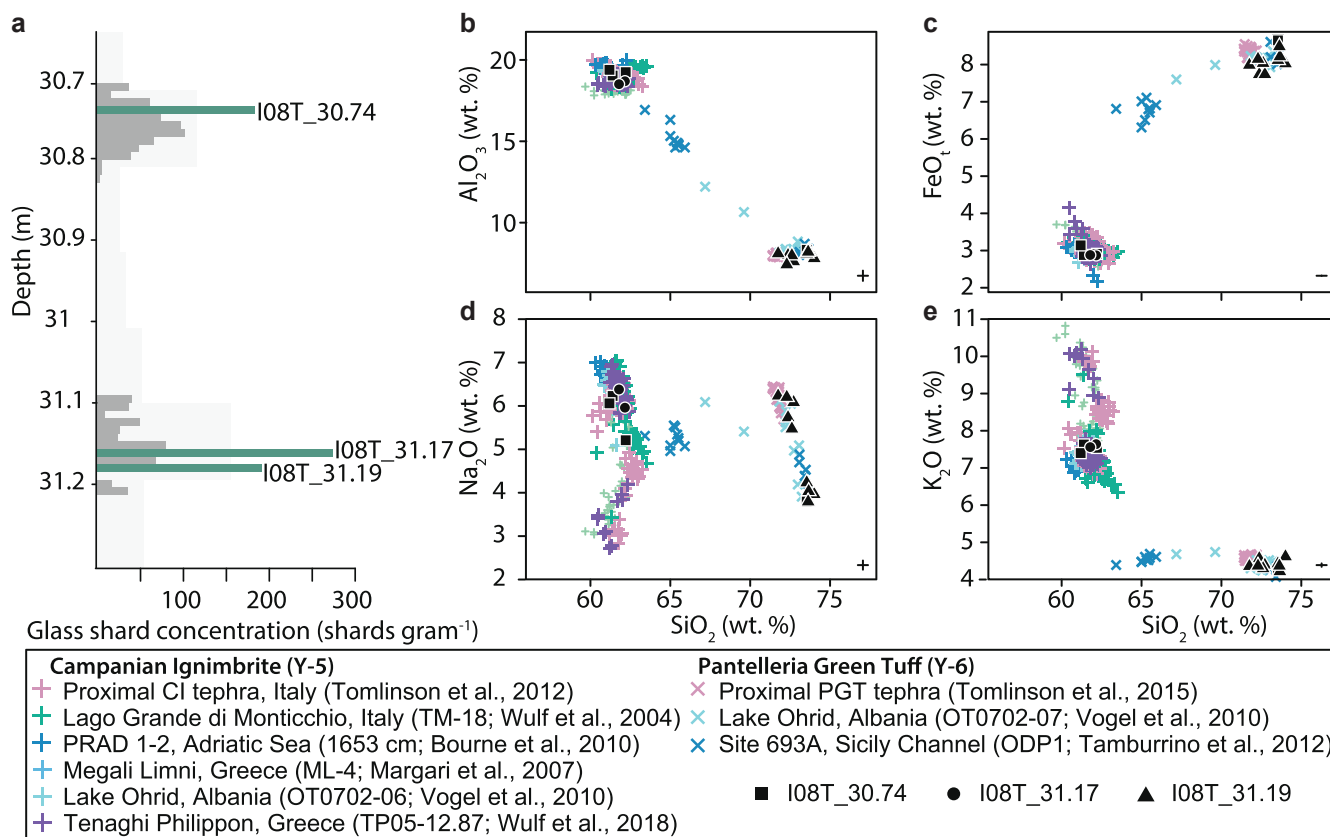 a
Depth (m)
30.7
30.8
30.9
31
31.1
31.2
I08T_30.74
I08T_31.17
I08T_31.19
100
200
300
Glass shard concentration (shards gram⁻¹)
b
Al₂O₃ (wt. %)
20
15
10
60
65
70
75
c
FeOₜ (wt. %)
8
7
6
5
4
3
2
60
65
70
75
d
Na₂O (wt. %)
8
7
6
5
4
3
2
60
65
70
75
SiO₂ (wt. %)
e
K₂O (wt. %)
11
10
9
8
7
6
5
4
60
65
70
75
SiO₂ (wt. %)
Campanian Ignimbrite (Y-5)
Proximal CI tephra, Italy (Tomlinson et al., 2012)
Lago Grande di Monticchio, Italy (TM-18; Wulf et al., 2004)
PRAD 1-2, Adriatic Sea (1653 cm; Bourne et al., 2010)
Megali Limni, Greece (ML-4; Margari et al., 2007)
Lake Ohrid, Albania (OT0702-06; Vogel et al., 2010)
Tenaghi Philippon, Greece (TP05-12.87; Wulf et al., 2018)
Pantelleria Green Tuff (Y-6)
Proximal PGT tephra (Tomlinson et al., 2015)
Lake Ohrid, Albania (OT0702-07; Vogel et al., 2010)
Site 693A, Sicily Channel (ODP1; Tamburrino et al., 2012)
I08T_30.74
I08T_31.17
I08T_31.19